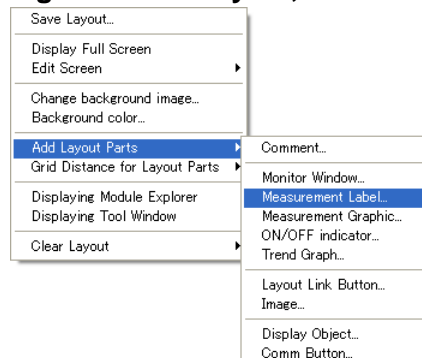 Save Layout...
Display Full Screen
Edit Screen
Change background image...
Background color...
Add Layout Parts
Grid Distance for Layout Parts
Displaying Module Explorer
Displaying Tool Window
Clear Layout
Comment...
Monitor Window...
Measurement Label...
Measurement Graphic...
ON/OFF indicator...
Trend Graph...
Layout Link Button...
Image...
Display Object...
Comm Button...